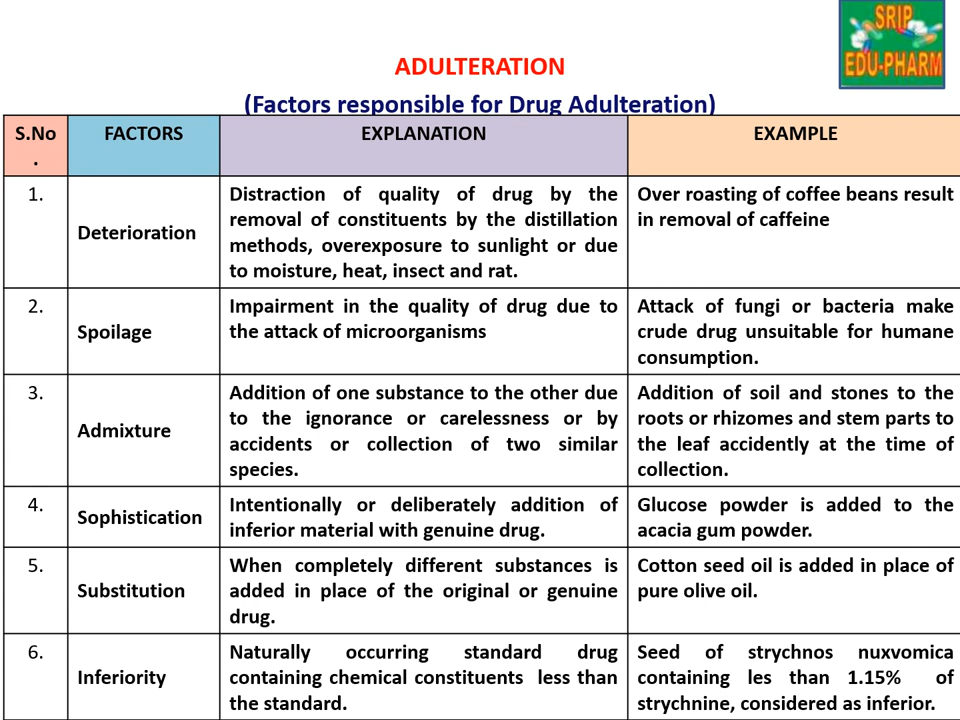 SRIP
EDU-PHARM
ADULTERATION
(Factors responsible for Drug Adulteration)
S.No
.
FACTORS
EXPLANATION
EXAMPLE
1.
Deterioration
Distraction of quality of drug by the
removal of constituents by the distillation
methods, overexposure to sunlight or due
to moisture, heat, insect and rat.
Over roasting of coffee beans result
in removal of caffeine
2.
Spoilage
Impairment in the quality of drug due to
the attack of microorganisms
Attack of fungi or bacteria make
crude drug unsuitable for humane
consumption.
3.
Admixture
Addition of one substance to the other due
to the ignorance or carelessness or by
accidents or collection of two similar
species.
Addition of soil and stones to the
roots or rhizomes and stem parts to
the leaf accidently at the time of
collection.
4.
Sophistication
Intentionally or deliberately addition of
inferior material with genuine drug.
Glucose powder is added to the
acacia gum powder.
5.
Substitution
When completely different substances is
added in place of the original or genuine
drug.
Cotton seed oil is added in place of
pure olive oil.
6.
Inferiority
Naturally occurring standard drug
containing chemical constituents less than
the standard.
Seed of strychnos nuxvomica
containing les than 1.15% of
strychnine, considered as inferior.